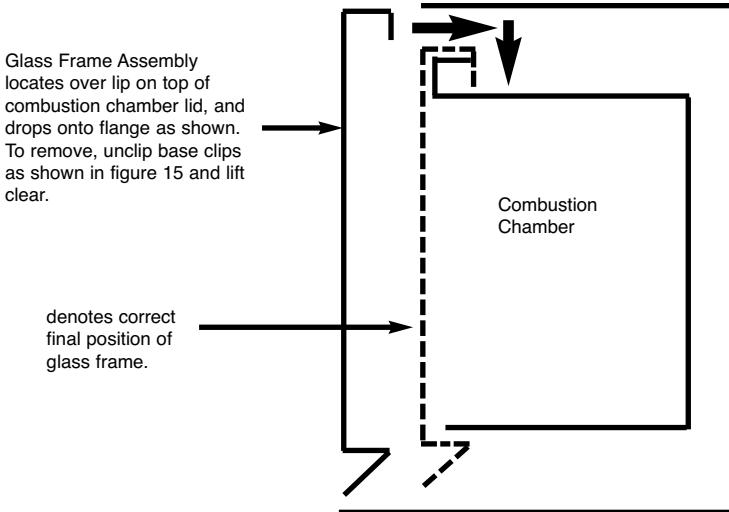 Glass Frame Assembly
locates over lip on top of
combustion chamber lid, and
drops onto flange as shown.
To remove, unclip base clips
as shown in figure 15 and lift
clear.
Combustion
Chamber
denotes correct
final position of
glass frame.